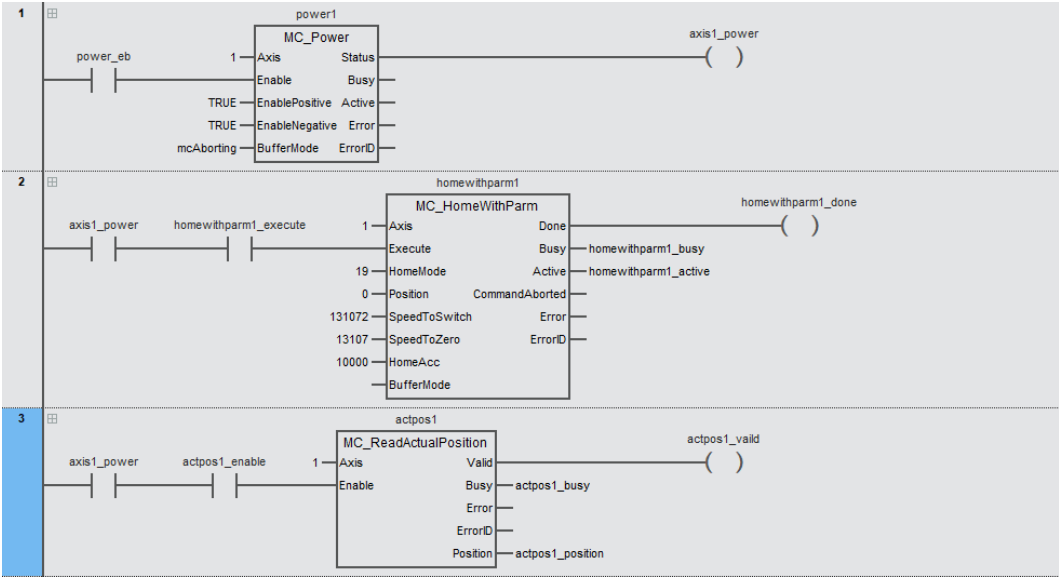 1
power1
MC_Power
axis1_power
power_eb
1 Axis Status
Enable Busy
TRUE EnablePositive Active
TRUE EnableNegative Error
mcAborting BufferMode ErrorID
2
homewithparm1
MC_HomeWithParm
homewithparm1_done
axis1_power homewithparm1_execute 1 Axis Done
Execute Busy homewithparm1_busy
19 HomeMode Active homewithparm1_active
0 Position CommandAborted
131072 SpeedToSwitch Error
13107 SpeedToZero ErrorID
10000 HomeAcc
BufferMode
3
actpos1
MC_ReadActualPosition
actpos1_vaild
axis1_power actpos1_enable 1 Axis Valid
Enable Busy actpos1_busy
Error
ErrorID
Position actpos1_position